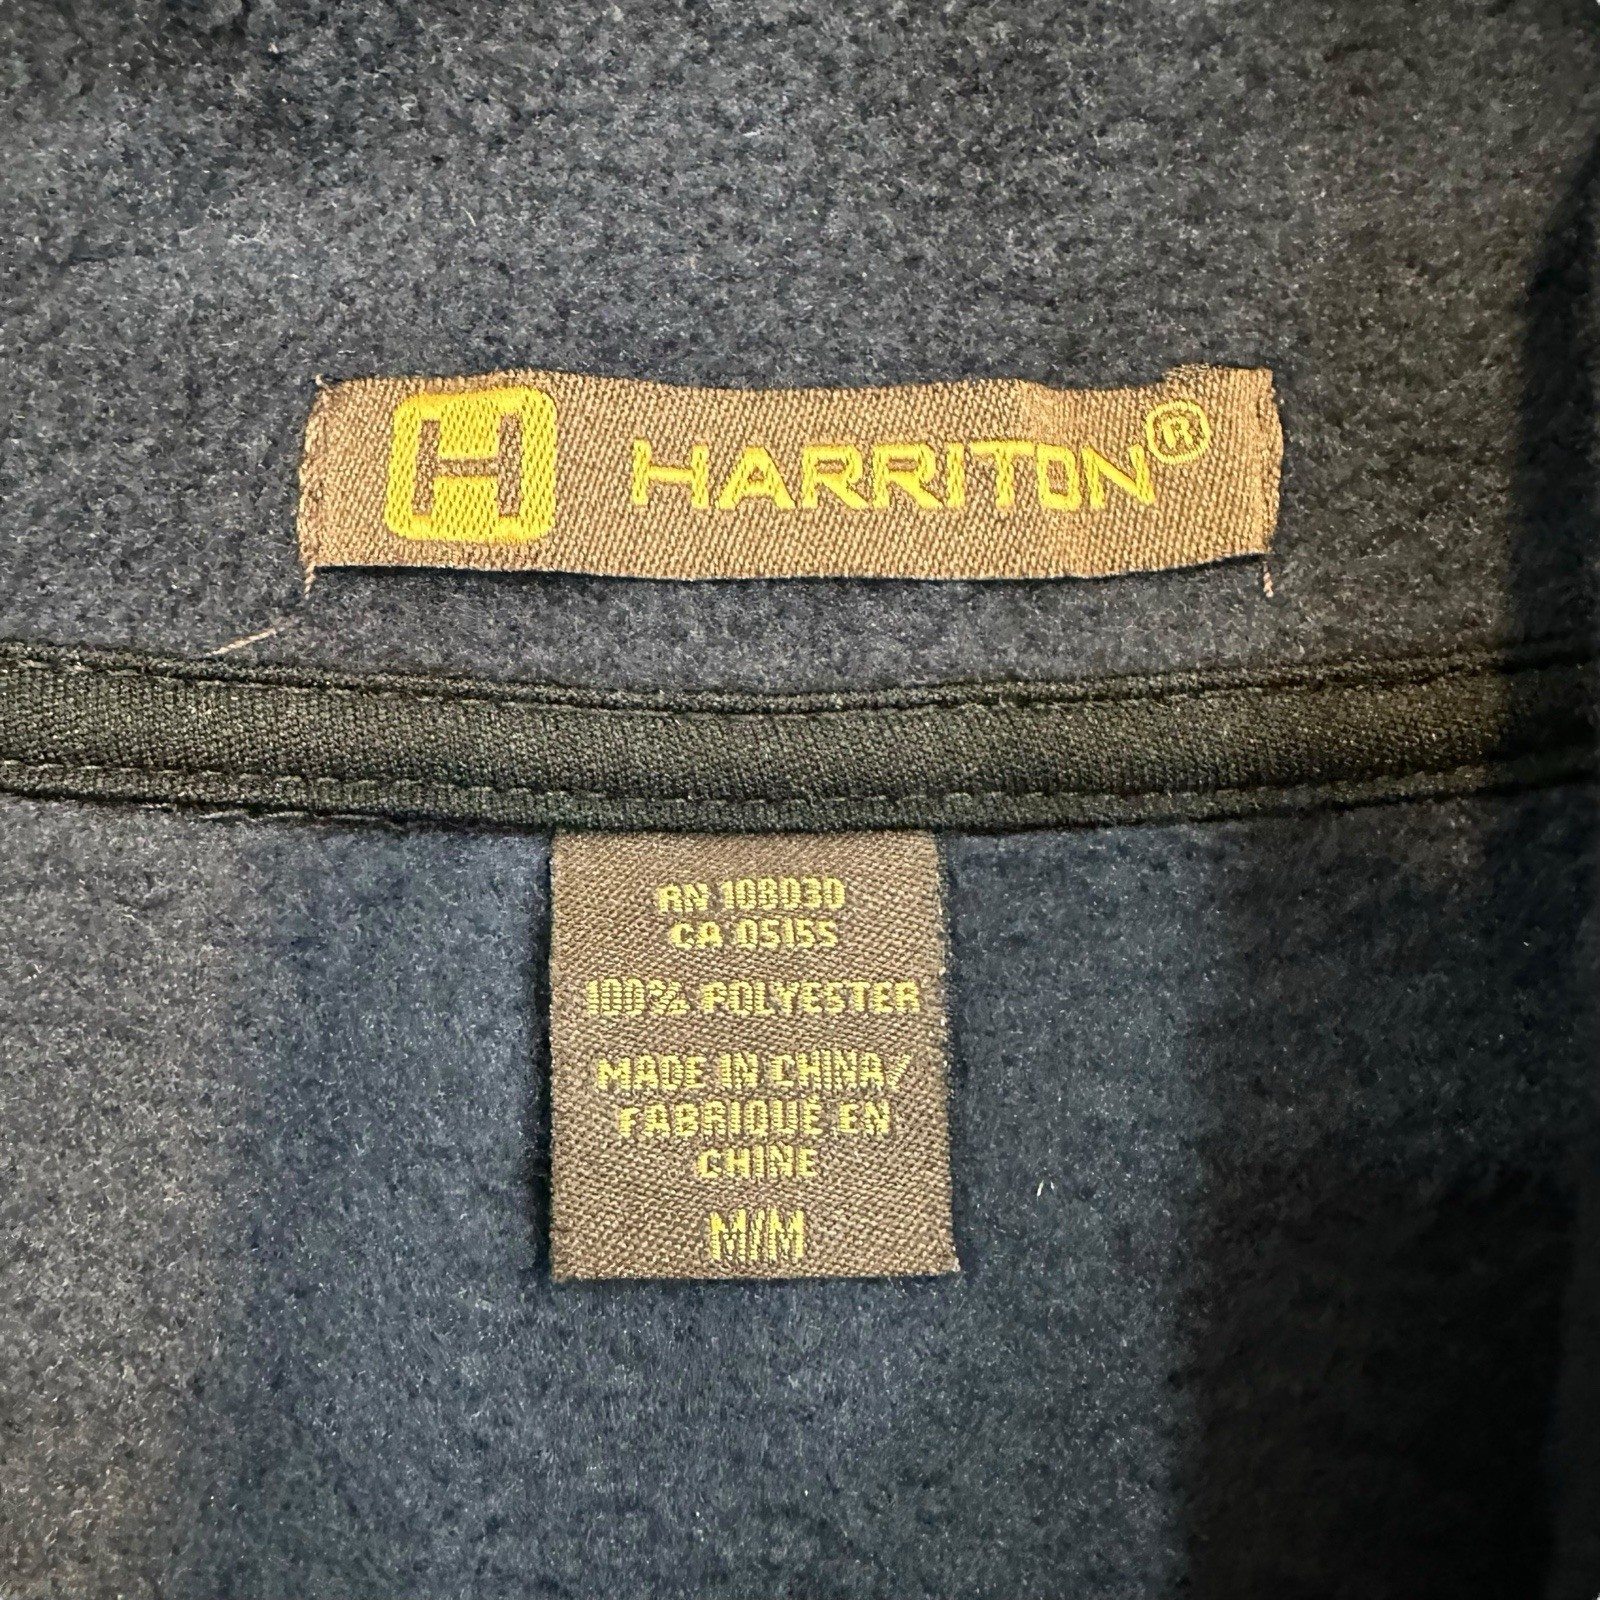 H HARRITON®
RN 108030
CA 05155
100% POLYESTER
MADE IN CHINA/
FABRIQUÉ EN
CHINE
M/M